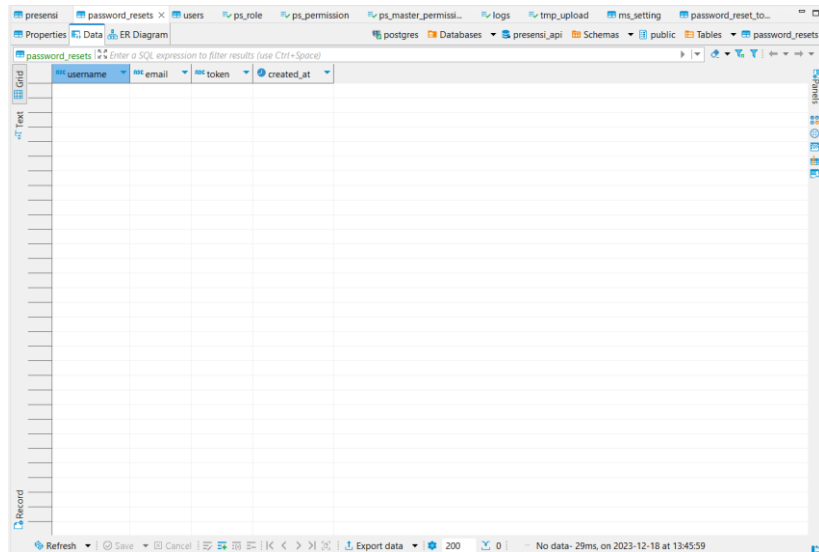 presensi password_resets users ps_role ps_permission ps_master_permissi... logs tmp_upload ms_setting password_reset_to...
Properties Data ER Diagram postgres Databases presensi_api Schemas public Tables password_resets
password_resets Enter a SQL expression to filter results (use Ctrl+Space)
Grid
Text
Record
ABC username ABC email ABC token created_at
Panels
Refresh Save Cancel Export data 200 0 No data - 29ms, on 2023-12-18 at 13:45:59